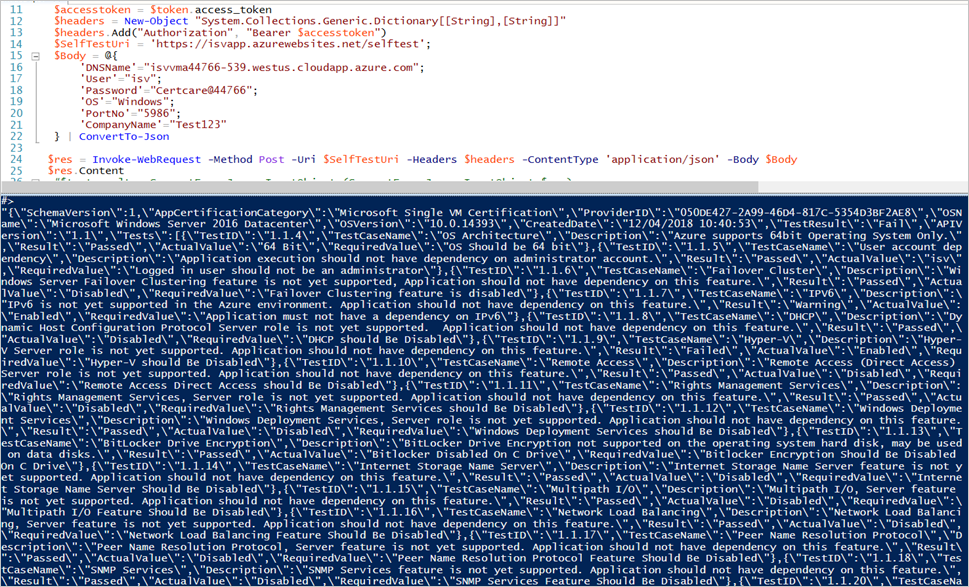 11 $accesstoken = $token.access_token
12 $headers = New-Object "System.Collections.Generic.Dictionary[[String],[String]]"
13 $headers.Add("Authorization", "Bearer $accesstoken")
14 $SelfTestUri = 'https://isvapp.azurewebsites.net/selftest';
15 $Body = @{
16 'DNSName'="isvvma44766-539.westus.cloudapp.azure.com";
17 'User'="isv";
18 'Password'="Certcare@44766";
19 'OS'="Windows";
20 'PortNo'="5986";
21 'CompanyName'="Test123"
22 } | ConvertTo-Json
23
24 $res = Invoke-WebRequest -Method Post -Uri $SelfTestUri -Headers $headers -ContentType 'application/json' -Body $Body
25 $res.Content
#>
"{\"SchemaVersion\":1,\"AppCertificationCategory\":\"Microsoft Single VM Certification\",\"ProviderID\":\"050DE427-2A99-46D4-817C-5354D3BF2AE8\",\"OSN
ame\":\"Microsoft Windows Server 2016 Datacenter\",\"OSVersion\":\"10.0.14393\",\"CreatedDate\":\"12/04/2018 10:40:53\",\"TestResult\":\"Fail\",\"APIV
ersion\":\"1.1\",\"Tests\":[{\"TestID\":\"1.1.4\",\"TestCaseName\":\"OS Architecture\",\"Description\":\"Azure supports 64bit Operating System Only.\"
,\"Result\":\"Passed\",\"ActualValue\":\"64 Bit\",\"RequiredValue\":\"OS Should be 64 bit\"},{\"TestID\":\"1.1.5\",\"TestCaseName\":\"User account dep
endency\",\"Description\":\"Application execution should not have dependency on administrator account.\",\"Result\":\"Passed\",\"ActualValue\":\"isv\"
,\"RequiredValue\":\"Logged in user should not be an administrator\"},{\"TestID\":\"1.1.6\",\"TestCaseName\":\"Failover Cluster\",\"Description\":\"Wi
ndows Server Failover Clustering feature is not yet supported, Application should not have dependency on this feature.\",\"Result\":\"Passed\",\"Actua
lValue\":\"Disabled\",\"RequiredValue\":\"Failover Clustering feature is disabled\"},{\"TestID\":\"1.1.7\",\"TestCaseName\":\"IPV6\",\"Description\":\
"IPV6 is not yet supported in the Azure enviroment. Application should not have dependency on this feature.\",\"Result\":\"Warning\",\"ActualValue\":\
"Enabled\",\"RequiredValue\":\"Application must not have a dependency on IPv6\"},{\"TestID\":\"1.1.8\",\"TestCaseName\":\"DHCP\",\"Description\":\"Dy
namic Host Configuration Protocol Server role is not yet supported.  Application should not have dependency on this feature.\",\"Result\":\"Passed\",\
"ActualValue\":\"Disabled\",\"RequiredValue\":\"DHCP should be Disabled\"},{\"TestID\":\"1.1.9\",\"TestCaseName\":\"Hyper-V\",\"Description\":\"Hyper-
V Server role is not supported. Application should not have dependency on this feature.\",\"Result\":\"Failed\",\"ActualValue\":\"Enabled\",\"Requ
iredValue\":\"Hyper-V should be Disabled\"},{\"TestID\":\"1.1.10\",\"TestCaseName\":\"Remote Access\",\"Description\":\"Remote Access (Direct Access)
Server role is not yet supported. Application should not have dependency on this feature.\",\"Result\":\"Passed\",\"ActualValue\":\"Disabled\",\"Requi
redValue\":\"Remote Access Direct Access should Be Disabled\"},{\"TestID\":\"1.1.11\",\"TestCaseName\":\"Rights Management Services\",\"Description\":
\"Rights Management Services, Server role is not yet supported. Application should not have dependency on this feature.\",\"Result\":\"Passed\",\"Actu
alValue\":\"Disabled\",\"RequiredValue\":\"Rights Management Services should Be Disabled\"},{\"TestID\":\"1.1.12\",\"TestCaseName\":\"Windows Deployme
nt Services\",\"Description\":\"Windows Deployment Services, Server role is not yet supported. Application should not have dependency on this feature.
\",\"Result\":\"Passed\",\"ActualValue\":\"Disabled\",\"RequiredValue\":\"Windows Deployment Services should Be Disabled\"},{\"TestID\":\"1.1.13\",\"T
estCaseName\":\"BitLocker Drive Encryption\",\"Description\":\"BitLocker Drive Encryption not supported on the operating system hard disk, may be used
on data disks.\",\"Result\":\"Passed\",\"ActualValue\":\"Bitlocker Disabled On C Drive\",\"RequiredValue\":\"Bitlocker Encryption Should Be Disabled
On C Drive\"},{\"TestID\":\"1.1.14\",\"TestCaseName\":\"Internet Storage Name Server\",\"Description\":\"Internet Storage Name Server feature is not y
et supported. Application should not have dependency on this feature.\",\"Result\":\"Passed\",\"ActualValue\":\"Disabled\",\"RequiredValue\":\"Interne
t Storage Name Server Should Be Disabled\"},{\"TestID\":\"1.1.15\",\"TestCaseName\":\"Multipath I/O\",\"Description\":\"Multipath I/O, Server feature
is not yet supported. Application should not have dependency on this feature.\",\"Result\":\"Passed\",\"ActualValue\":\"Disabled\",\"RequiredValue\":\
"Multipath I/O Feature Should Be Disabled\"},{\"TestID\":\"1.1.16\",\"TestCaseName\":\"Network Load Balancing\",\"Description\":\"Network Load Balanci
ng, Server feature is not yet supported. Application should not have dependency on this feature.\",\"Result\":\"Passed\",\"ActualValue\":\"Disabled\",
\"RequiredValue\":\"Network Load Balancing Feature Should Be Disabled\"},{\"TestID\":\"1.1.17\",\"TestCaseName\":\"Peer Name Resolution Protocol\",\"D
escription\":\"Peer Name Resolution Protocol, Server feature is not yet supported. Application should not have dependency on this feature.\",\"Result\
":\"Passed\",\"ActualValue\":\"Disabled\",\"RequiredValue\":\"Peer Name Resolution Protocol Feature Should Be Disabled\"},{\"TestID\":\"1.1.18\",\"Tes
tCaseName\":\"SNMP Services\",\"Description\":\"SNMP Services feature is not yet supported. Application should not have dependency on this feature.\",
\"Result\":\"Passed\",\"ActualValue\":\"Disabled\",\"RequiredValue\":\"SNMP Services Feature Should Be Disabled\"},{\"TestID\":\"1.1.20\",\"TestCaseNa